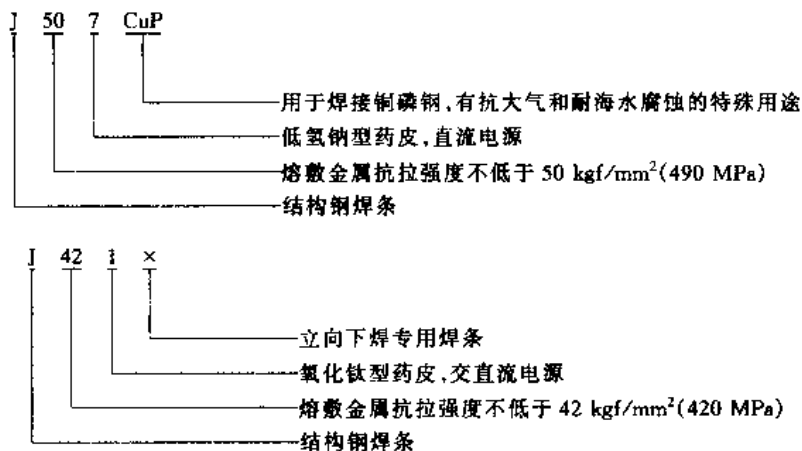 J 50 7 CuP
用于焊接铜磷钢,有抗大气和耐海水腐蚀的特殊用途
低氢钠型药皮,直流电源
熔敷金属抗拉强度不低于 50 kgf/mm²(490 MPa)
结构钢焊条
J 42 1 ×
立向下焊专用焊条
氧化钛型药皮,交直流电源
熔敷金属抗拉强度不低于 42 kgf/mm²(420 MPa)
结构钢焊条